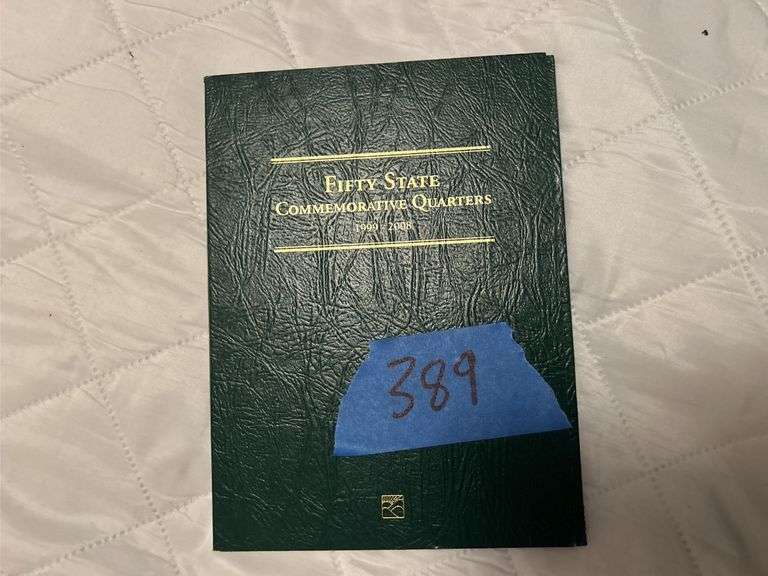 FIFTY STATE
COMMEMORATIVE QUARTERS
1999 - 2008
389